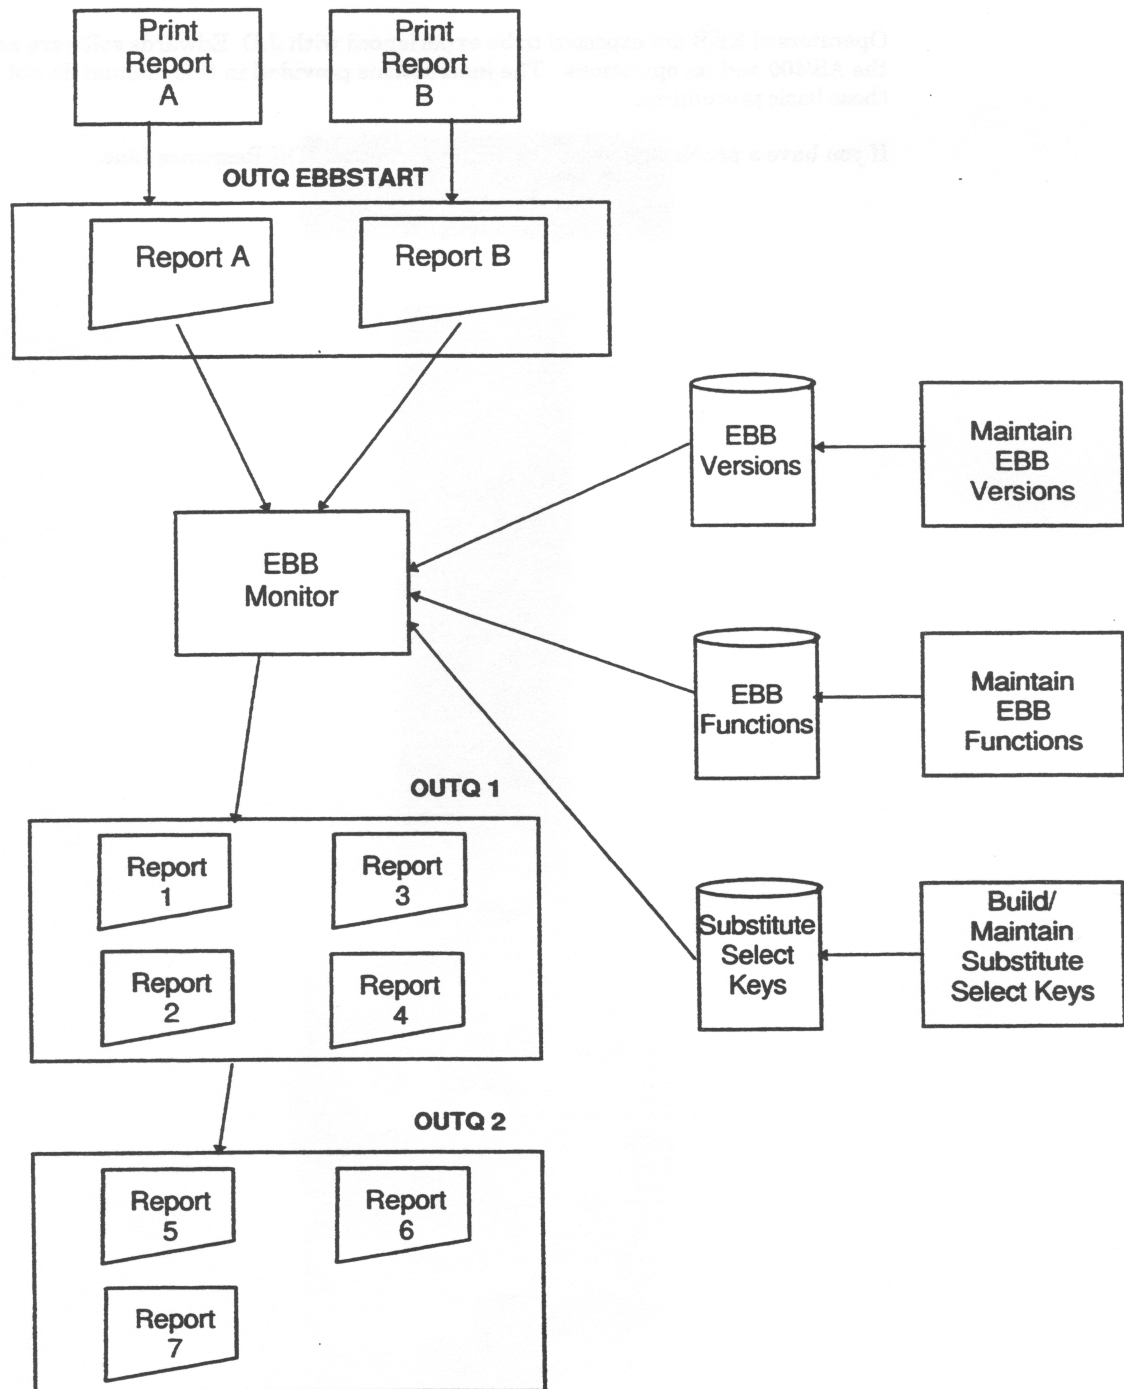 Print
Report
A
Print
Report
B
OUTQ EBBSTART
Report A
Report B
EBB
Versions
Maintain
EBB
Versions
EBB
Monitor
EBB
Functions
Maintain
EBB
Functions
OUTQ 1
Report
1
Report
3
Report
2
Report
4
Substitute
Select
Keys
Build/
Maintain
Substitute
Select Keys
OUTQ 2
Report
5
Report
6
Report
7